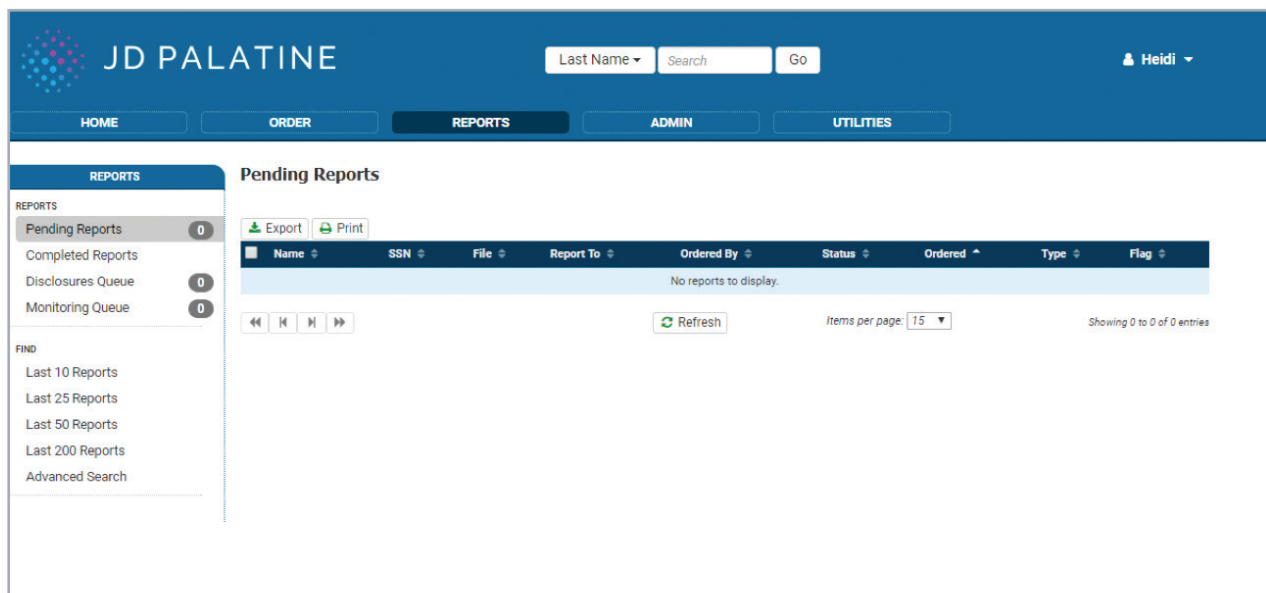 JD PALATINE
Last Name Search Go
Heidi
HOME ORDER REPORTS ADMIN UTILITIES
REPORTS
REPORTS
Pending Reports 0
Completed Reports
Disclosures Queue 0
Monitoring Queue 0
FIND
Last 10 Reports
Last 25 Reports
Last 50 Reports
Last 200 Reports
Advanced Search
Pending Reports
Export Print
Name SSN File Report To Ordered By Status Ordered Type Flag
No reports to display.
Refresh Items per page: 15 Showing 0 to 0 of 0 entries